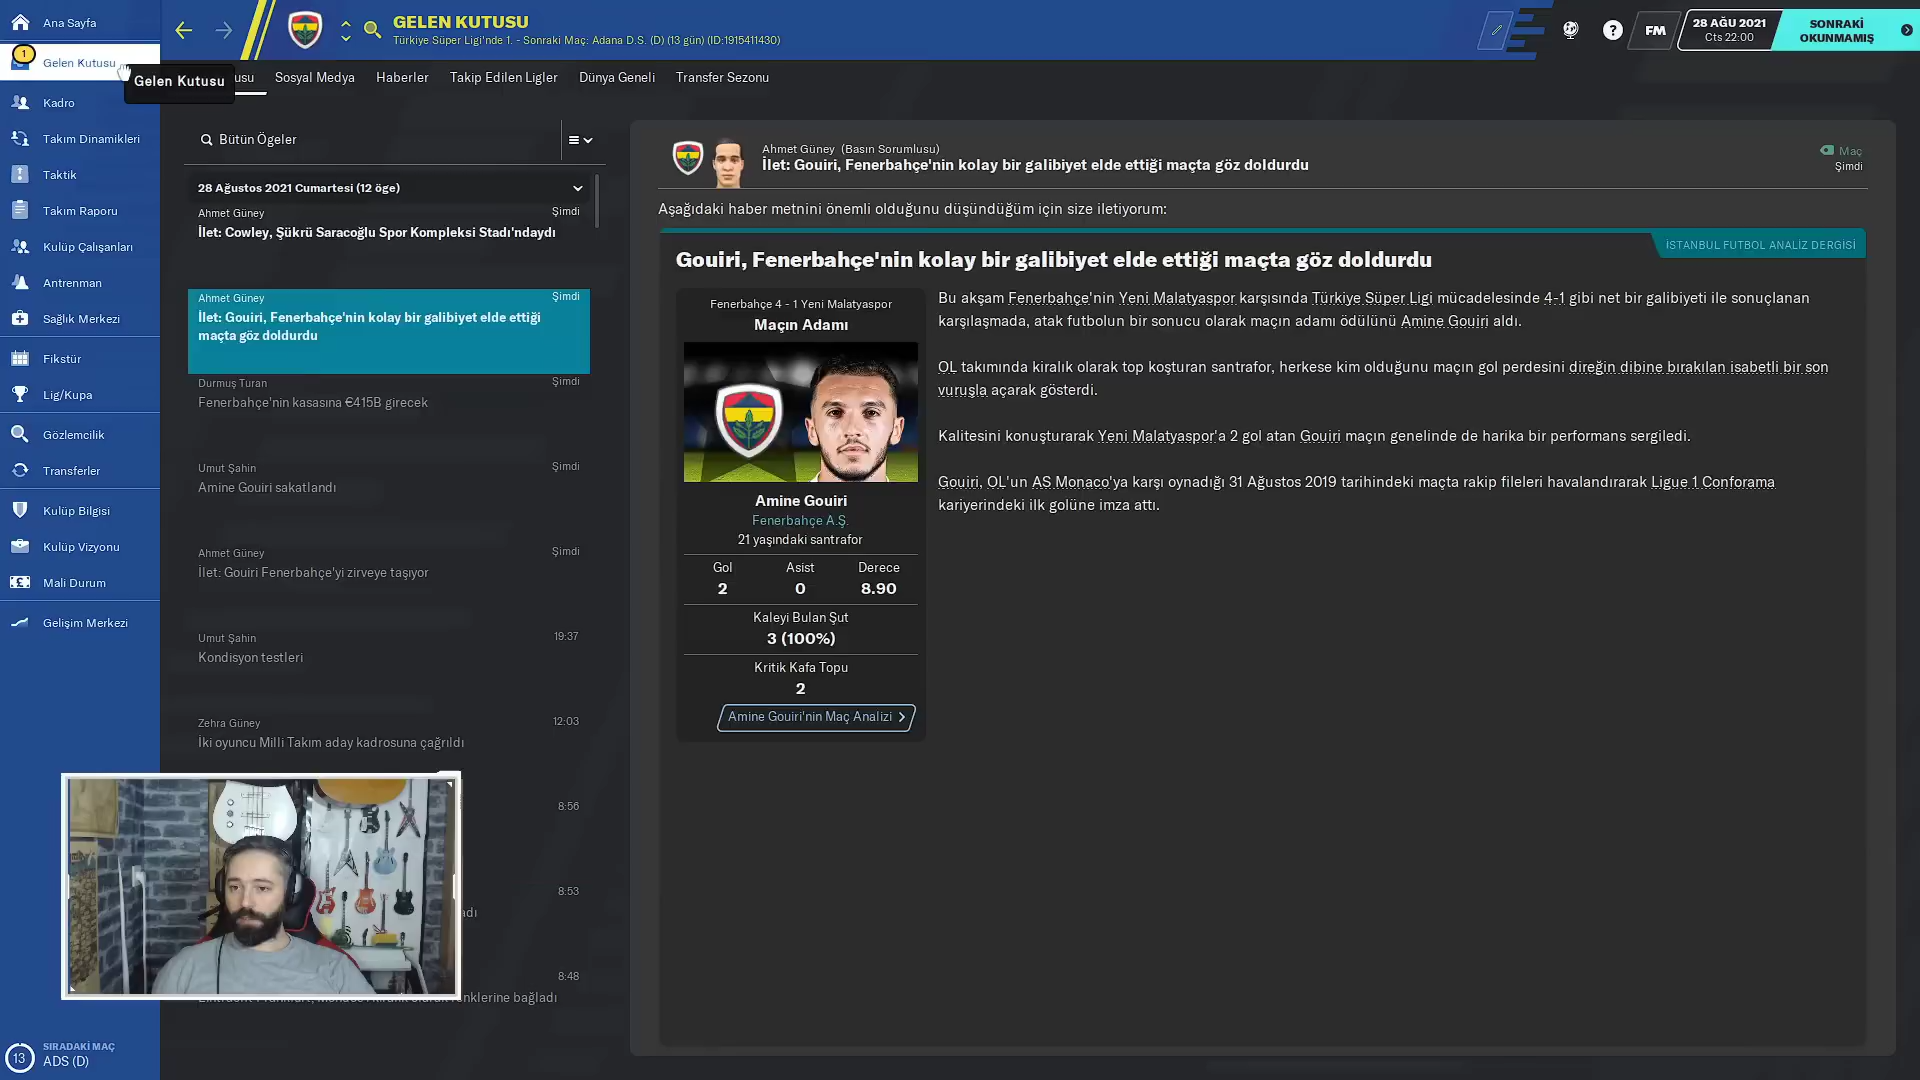 Ana Sayfa
1
Gelen Kutusu
Gelen Kutusu
Kadro
Takım Dinamikleri
Taktik
Takım Raporu
Kulüp Çalışanları
Antrenman
Sağlık Merkezi
Fikstür
Lig/Kupa
Gözlemcilik
Transferler
Kulüp Bilgisi
Kulüp Vizyonu
Mali Durum
Gelişim Merkezi
13
SIRADAKİ MAÇ
ADS (D)
GELEN KUTUSU
Türkiye Süper Ligi'nde 1. - Sonraki Maç: Adana D.S. (D) (13 gün) (ID:1915411430)
?
FM
28 AĞU 2021
Cts 22:00
SONRAKİ
OKUNMAMIŞ
usu
Sosyal Medya
Haberler
Takip Edilen Ligler
Dünya Geneli
Transfer Sezonu
Bütün Ögeler
28 Ağustos 2021 Cumartesi (12 öge)
Ahmet Güney
Şimdi
İlet: Cowley, Şükrü Saracoğlu Spor Kompleksi Stadı'ndaydı
Ahmet Güney
Şimdi
İlet: Gouiri, Fenerbahçe'nin kolay bir galibiyet elde ettiği
maçta göz doldurdu
Durmuş Turan
Şimdi
Fenerbahçe'nin kasasına €415B girecek
Umut Şahin
Şimdi
Amine Gouiri sakatlandı
Ahmet Güney
Şimdi
İlet: Gouiri Fenerbahçe'yi zirveye taşıyor
Umut Şahin
19:37
Kondisyon testleri
Zehra Güney
12:03
İki oyuncu Milli Takım aday kadrosuna çağrıldı
8:56
8:53
adı
8:48
renklerine bağladı
Ahmet Güney (Basın Sorumlusu)
İlet: Gouiri, Fenerbahçe'nin kolay bir galibiyet elde ettiği maçta göz doldurdu
Maç
Şimdi
Aşağıdaki haber metnini önemli olduğunu düşündüğüm için size iletiyorum:
İSTANBUL FUTBOL ANALİZ DERGİSİ
Gouiri, Fenerbahçe'nin kolay bir galibiyet elde ettiği maçta göz doldurdu
Fenerbahçe 4 - 1 Yeni Malatyaspor
Maçın Adamı
Amine Gouiri
Fenerbahçe A.Ş.
21 yaşındaki santrafor
Gol
Asist
Derece
2
0
8.90
Kaleyi Bulan Şut
3 (100%)
Kritik Kafa Topu
2
Amine Gouiri'nin Maç Analizi
Bu akşam Fenerbahçe'nin Yeni Malatyaspor karşısında Türkiye Süper Ligi mücadelesinde 4-1 gibi net bir galibiyeti ile sonuçlanan
karşılaşmada, atak futbolun bir sonucu olarak maçın adamı ödülünü Amine Gouiri aldı.
OL takımında kiralık olarak top koşturan santrafor, herkese kim olduğunu maçın gol perdesini direğin dibine bırakılan isabetli bir son
vuruşla açarak gösterdi.
Kalitesini konuşturarak Yeni Malatyaspor'a 2 gol atan Gouiri maçın genelinde de harika bir performans sergiledi.
Gouiri, OL'un AS Monaco'ya karşı oynadığı 31 Ağustos 2019 tarihindeki maçta rakip fileleri havalandırarak Ligue 1 Conforama
kariyerindeki ilk golüne imza attı.